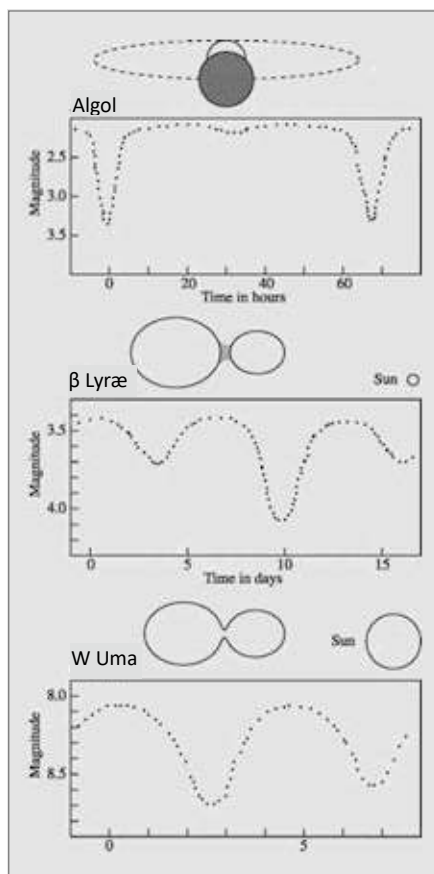 Algol
Magnitude
2.5
3.0
3.5
0 20 40 60
Time in hours
β Lyræ
Sun
Magnitude
3.5
4.0
0 5 10 15
Time in days
W Uma
Sun
Magnitude
8.0
8.5
0 5